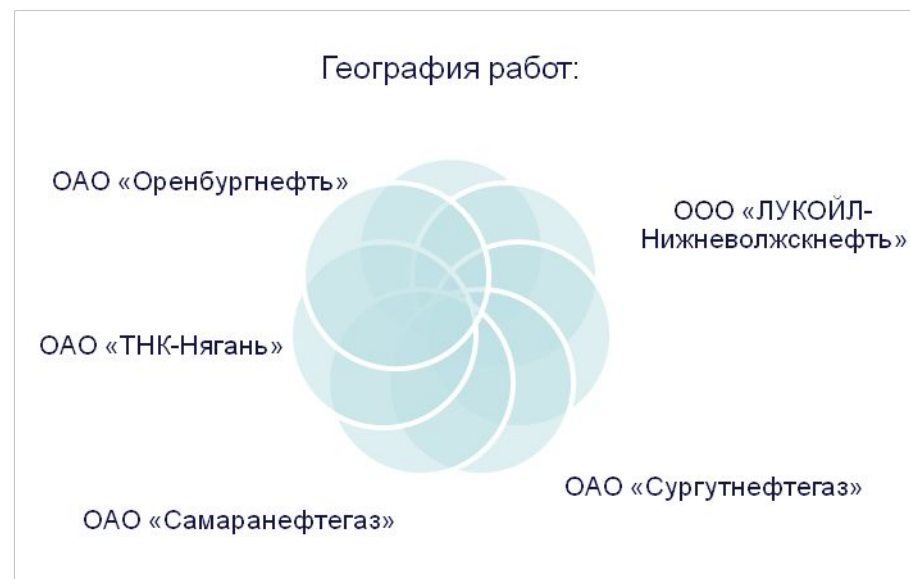 География работ:
ОАО «Оренбургнефть»
ООО «ЛУКОЙЛ-
Нижневолжскнефть»
ОАО «ТНК-Нягань»
ОАО «Сургутнефтегаз»
ОАО «Самаранефтегаз»